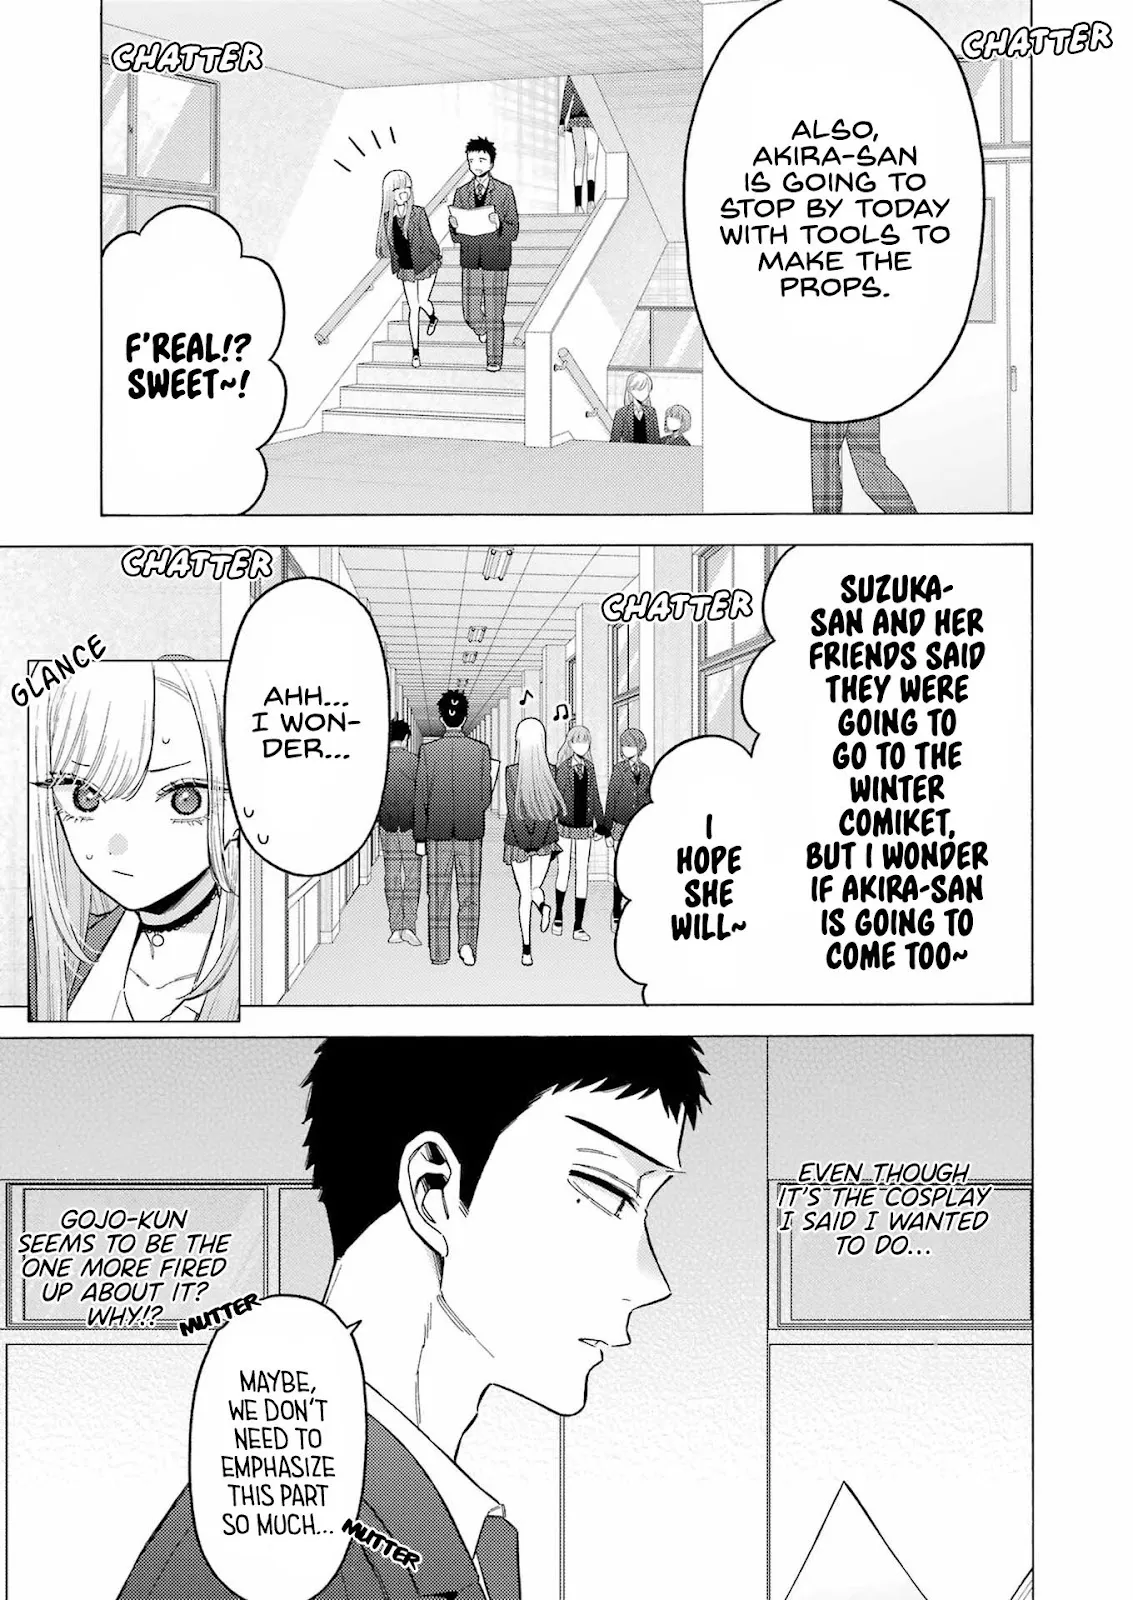 CHATTER
ALSO,
AKIRA-SAN
IS GOING TO
STOP BY TODAY
WITH TOOLS TO
MAKE THE
PROPS.
CHATTER
F'REAL!?
SWEET~!
SUZUKA-
SAN AND HER
FRIENDS SAID
THEY WERE
GOING TO
GO TO THE
WINTER
COMIKET,
BUT I WONDER
IF AKIRA-SAN
IS GOING TO
COME TOO~
I
HOPE
SHE
WILL~
CHATTER
CHATTER
AHH...
I WON-
DER...
GLANCE
EVEN THOUGH
IT'S THE COSPLAY
I SAID I WANTED
TO DO...
GOJO-KUN
SEEMS TO BE THE
ONE MORE FIRED
UP ABOUT IT?
WHY!?
MUTTER
MAYBE,
WE DON'T
NEED TO
EMPHASIZE
THIS PART
SO MUCH...
MUTTER